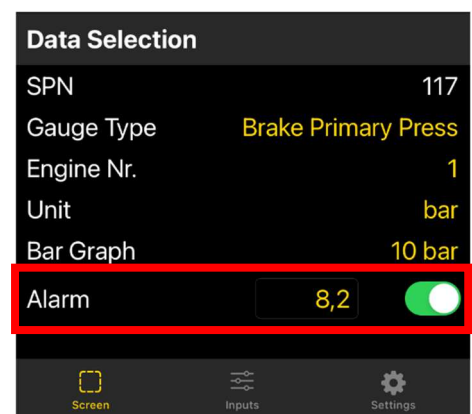 Data Selection
SPN 117
Gauge Type Brake Primary Press
Engine Nr. 1
Unit bar
Bar Graph 10 bar
Alarm 8,2
Screen Inputs Settings